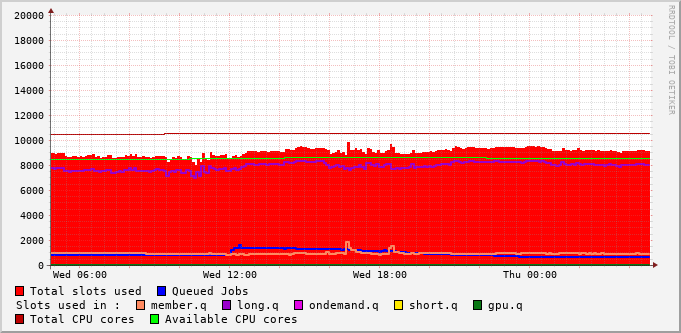 20000
18000
16000
14000
12000
10000
8000
6000
4000
2000
0
Wed 06:00 Wed 12:00 Wed 18:00 Thu 00:00
Total slots used Queued Jobs
Slots used in : member.q long.q ondemand.q short.q gpu.q
Total CPU cores Available CPU cores
RRDTOOL / TOBI OETIKER